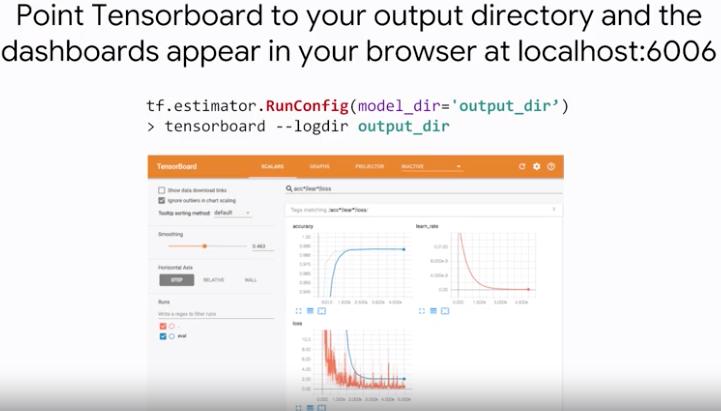 Point Tensorboard to your output directory and the
dashboards appear in your browser at localhost:6006
tf.estimator.RunConfig(model_dir='output_dir’)
> tensorboard --logdir output_dir
TensorBoard
SCALARS
GRAPHS
PROJECTOR
INACTIVE
Show data download links
Ignore outliers in chart scaling
Tooltip sorting method: default
Smoothing
0.463
Horizontal Axis
STEP
RELATIVE
WALL
Runs
Write a regex to filter runs
.
eval
acc*|lear*|loss
Tags matching /acc*|lear*|loss/
accuracy
learn_rate
loss